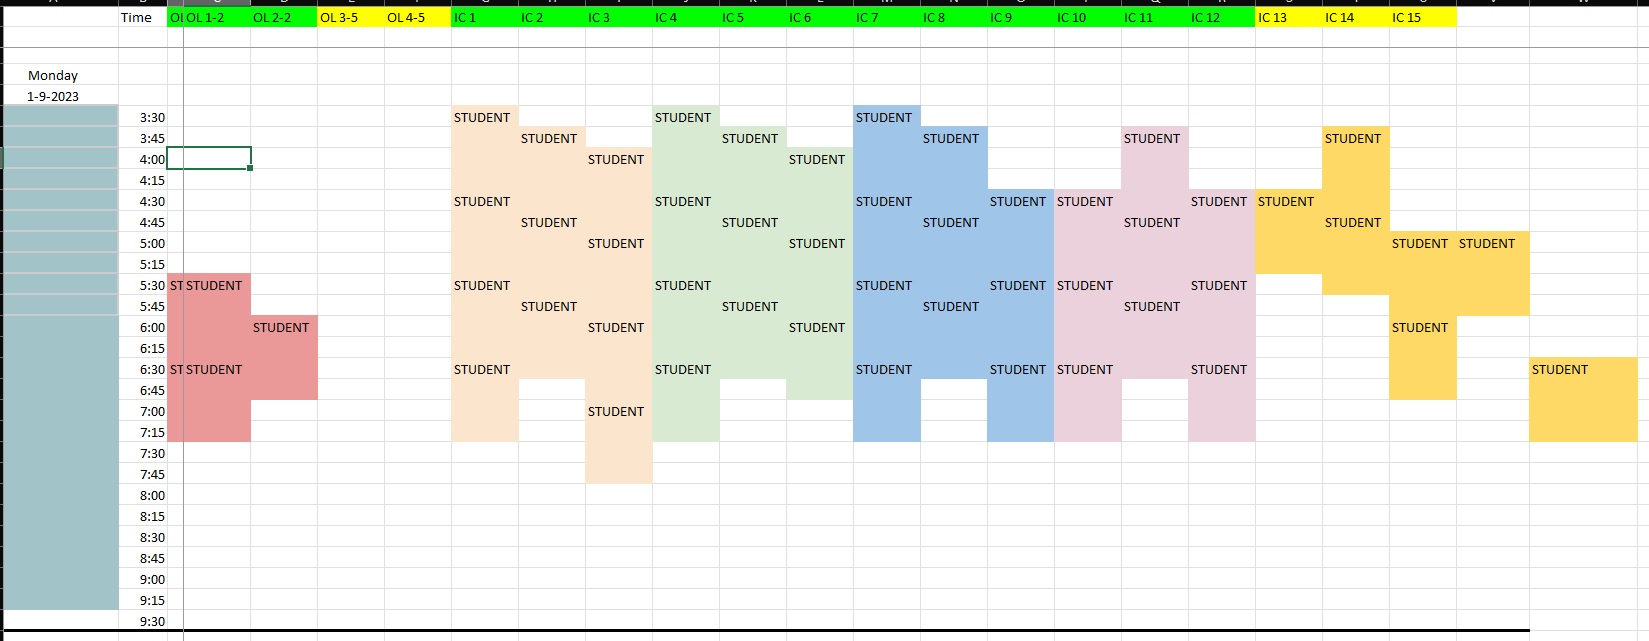 Time OL OL 1-2 OL 2-2 OL 3-5 OL 4-5 IC 1 IC 2 IC 3 IC 4 IC 5 IC 6 IC 7 IC 8 IC 9 IC 10 IC 11 IC 12 IC 13 IC 14 IC 15
Monday
1-9-2023
3:30 STUDENT STUDENT STUDENT
3:45 STUDENT STUDENT STUDENT STUDENT STUDENT
4:00 STUDENT STUDENT
4:15
4:30 STUDENT STUDENT STUDENT STUDENT STUDENT STUDENT STUDENT
4:45 STUDENT STUDENT STUDENT STUDENT STUDENT
5:00 STUDENT STUDENT STUDENT STUDENT
5:15
5:30 ST STUDENT STUDENT STUDENT STUDENT STUDENT STUDENT STUDENT
5:45 STUDENT STUDENT STUDENT STUDENT
6:00 STUDENT STUDENT STUDENT STUDENT
6:15
6:30 ST STUDENT STUDENT STUDENT STUDENT STUDENT STUDENT STUDENT STUDENT
6:45
7:00 STUDENT
7:15
7:30
7:45
8:00
8:15
8:30
8:45
9:00
9:15
9:30